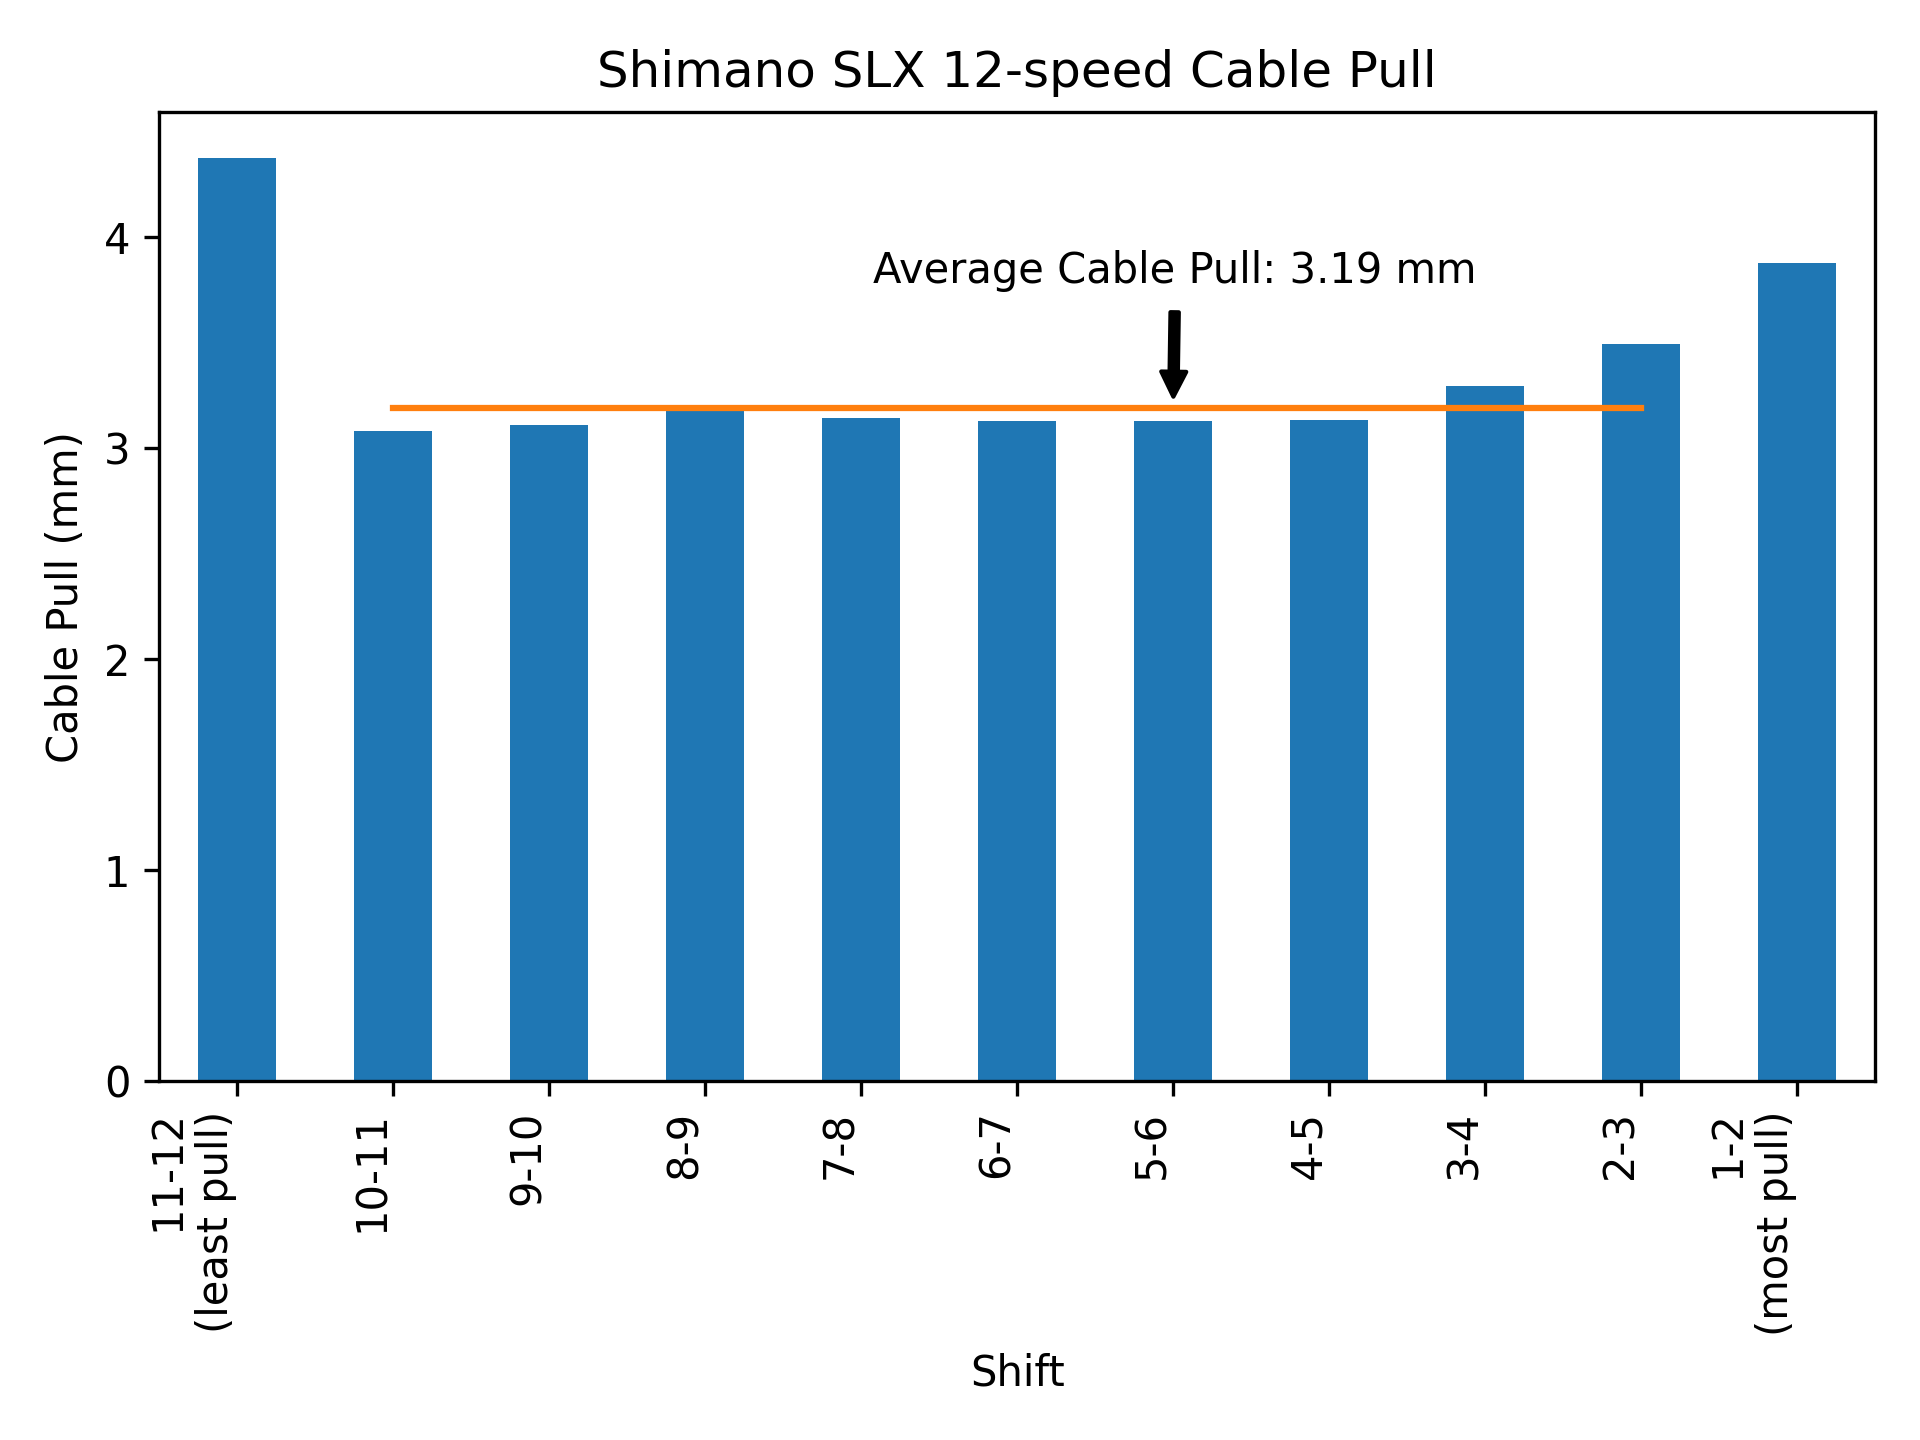 Shimano SLX 12-speed Cable Pull
Cable Pull (mm)
4
3
2
1
0
Average Cable Pull: 3.19 mm
11-12
(least pull)
10-11
9-10
8-9
7-8
6-7
5-6
4-5
3-4
2-3
1-2
(most pull)
Shift